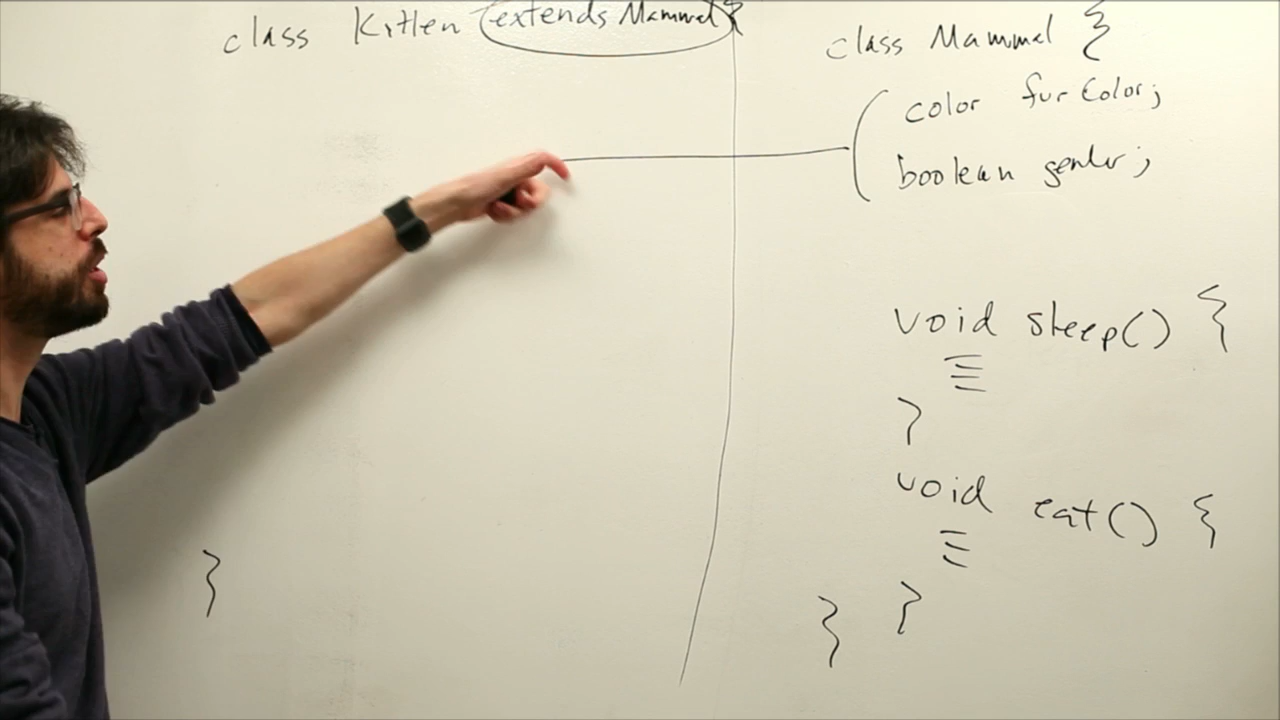 class Kitten extends Mammal {
}
class Mammal {
color furColor;
boolean gender;
void sleep() {
}
void eat() {
}
}